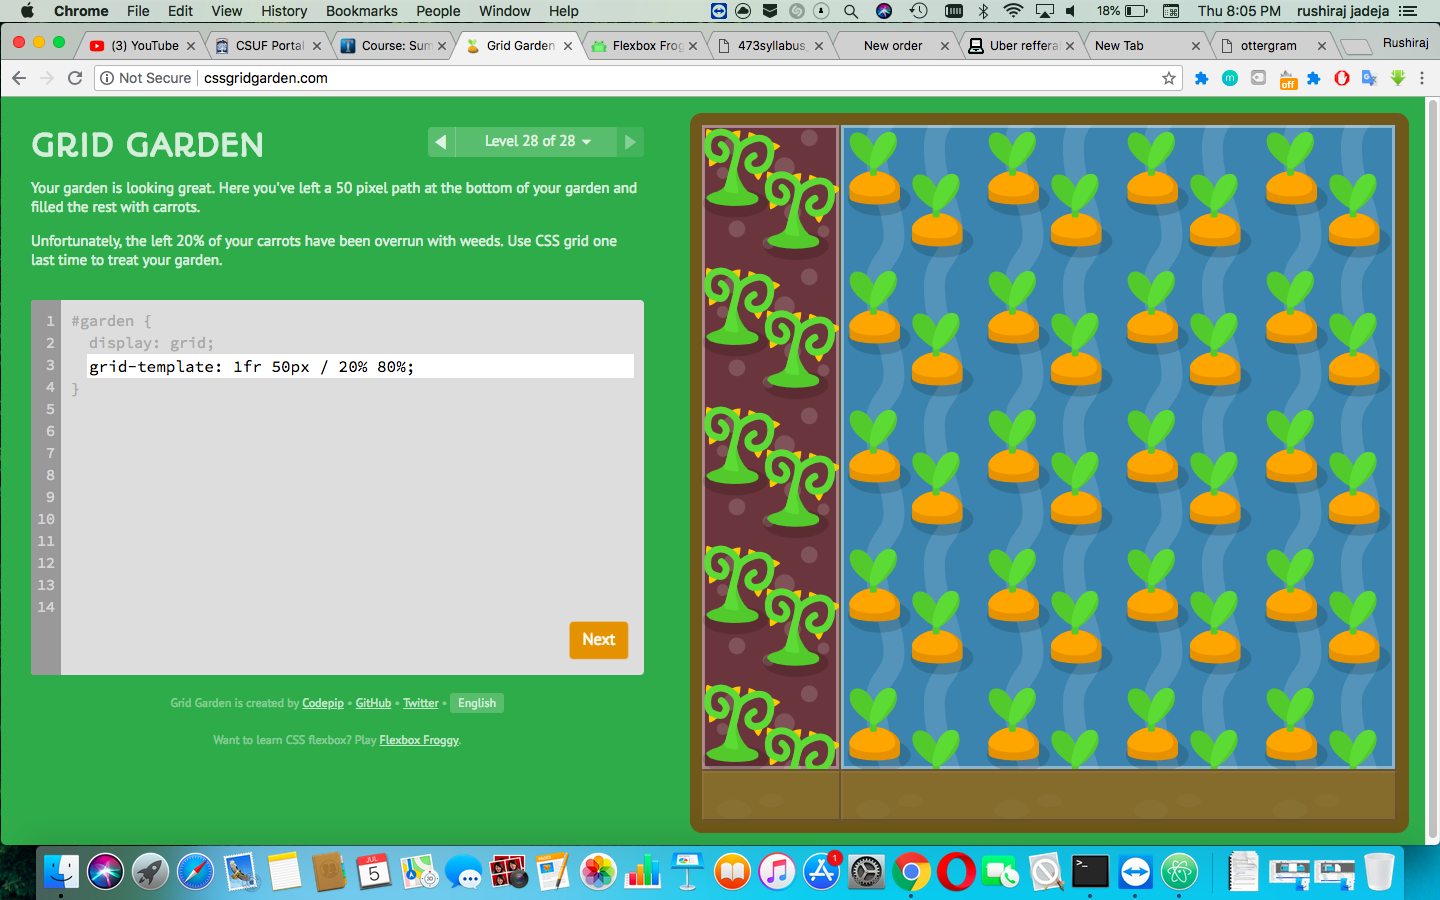 Chrome File Edit View History Bookmarks People Window Help 18% Thu 8:05 PM rushiraj jadeja
(3) YouTube CSUF Portal Course: Sum Grid Garden Flexbox Frog 473syllabus_ New order Uber refferal New Tab ottergram Rushiraj
Not Secure cssgridgarden.com
off
GRID GARDEN
Level 28 of 28
Your garden is looking great. Here you've left a 50 pixel path at the bottom of your garden and
filled the rest with carrots.
Unfortunately, the left 20% of your carrots have been overrun with weeds. Use CSS grid one
last time to treat your garden.
1 #garden {
2 display: grid;
3 grid-template: 1fr 50px / 20% 80%;
4 }
5
6
7
8
9
10
11
12
13
14
Next
Grid Garden is created by Codepip • GitHub • Twitter • English
Want to learn CSS flexbox? Play Flexbox Froggy.
JUL
5
1